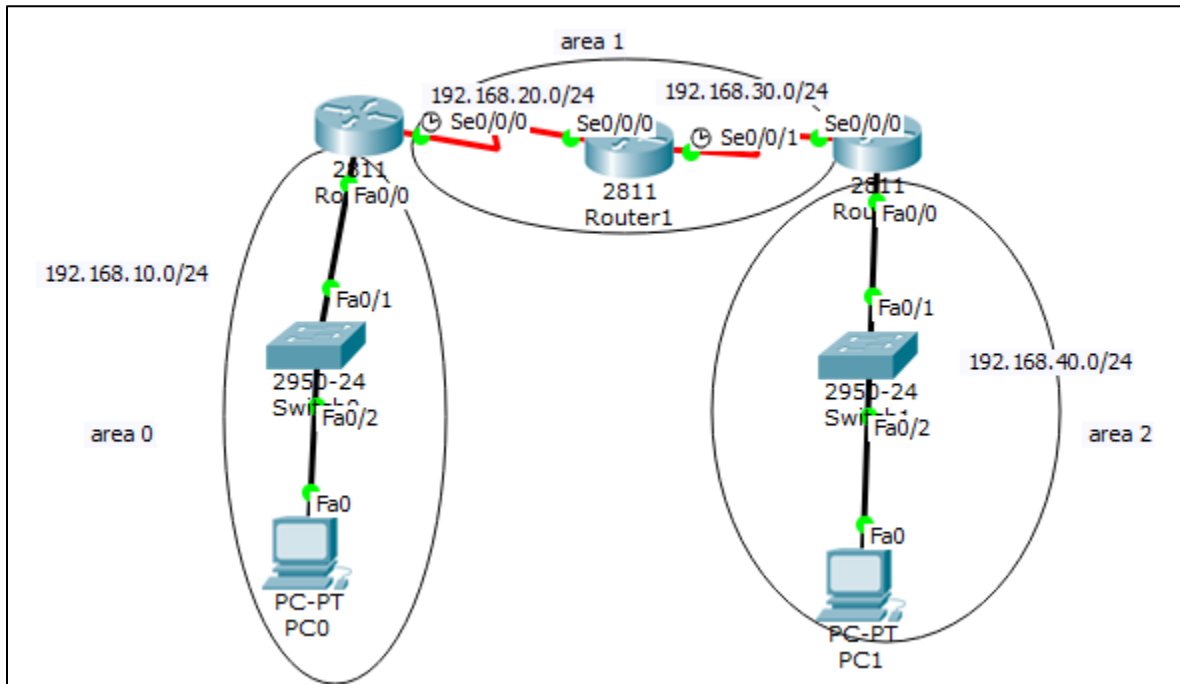 area 1
192.168.20.0/24
192.168.30.0/24
Se0/0/0
Se0/0/0
Se0/0/1
Se0/0/0
2811
Fa0/0
2811
Router1
2811
Fa0/0
192.168.10.0/24
Fa0/1
Fa0/1
2950-24
Fa0/2
192.168.40.0/24
2950-24
Fa0/2
area 0
area 2
Fa0
Fa0
PC-PT
PC0
PC-PT
PC1